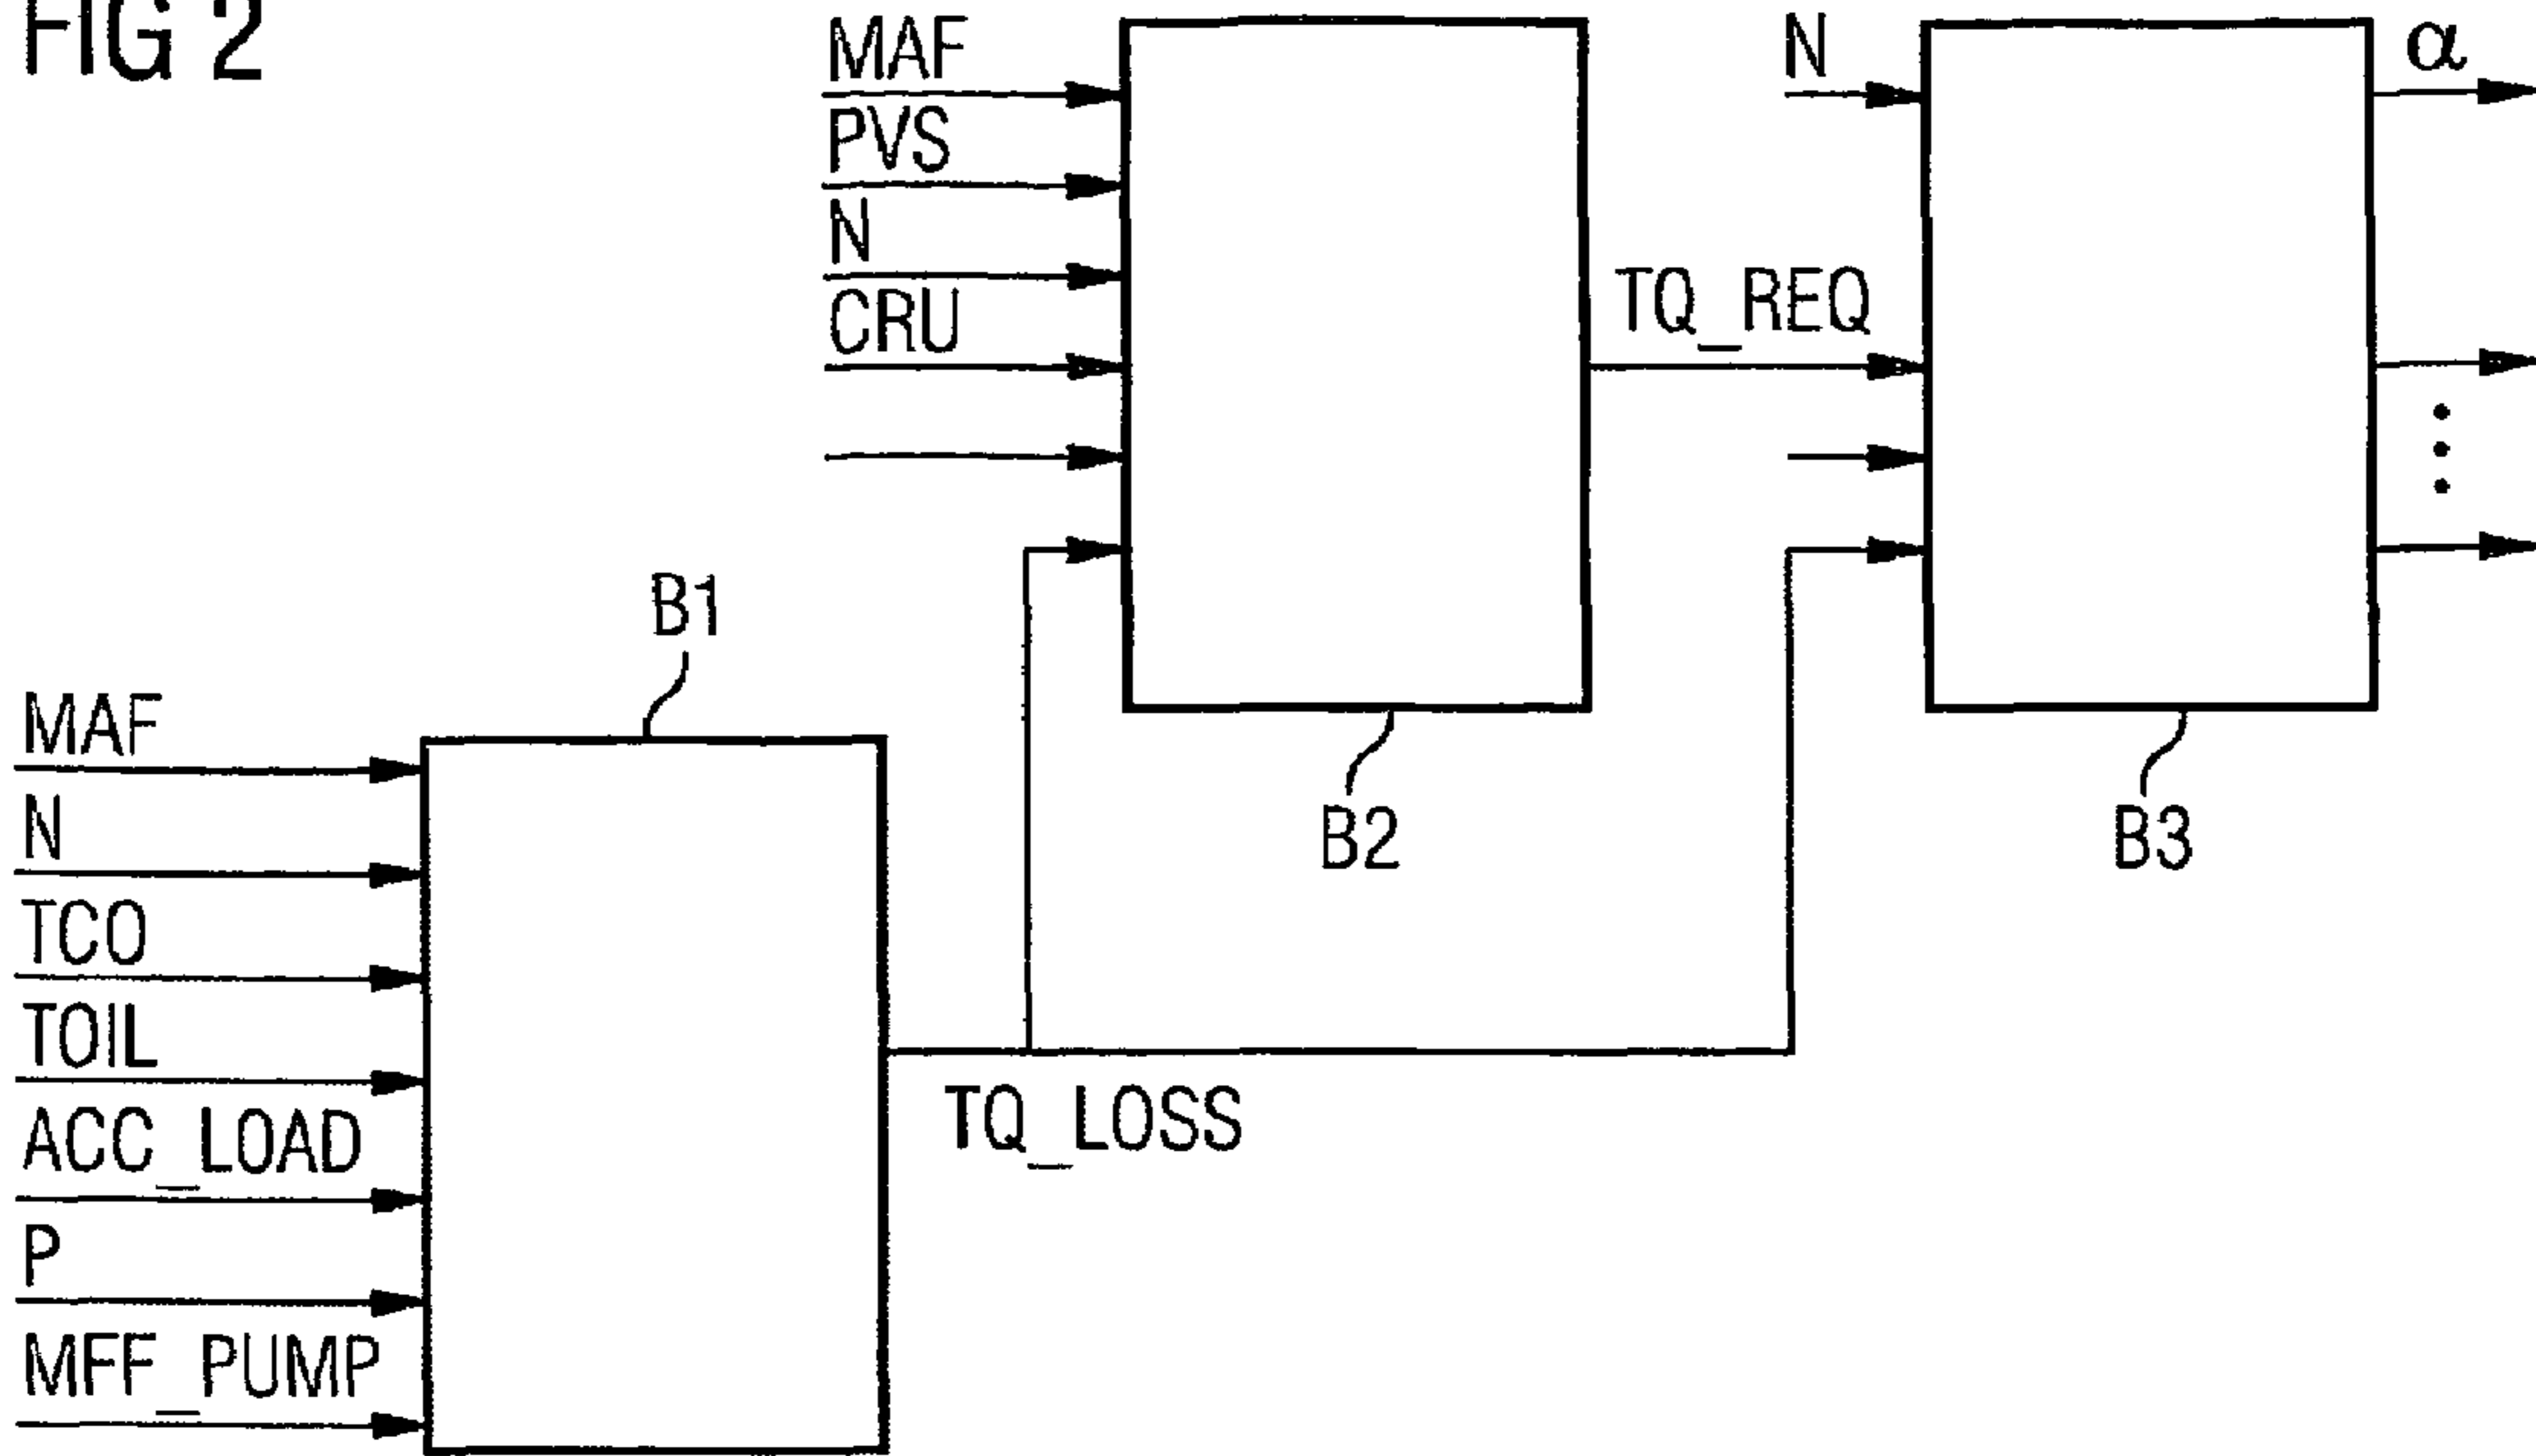 FIG 2
MAF
PVS
N
CRU
TQ_REQ
N
α
B1
B2
B3
MAF
N
TCO
TOIL
ACC_LOAD
P
MFF_PUMP
TQ_LOSS